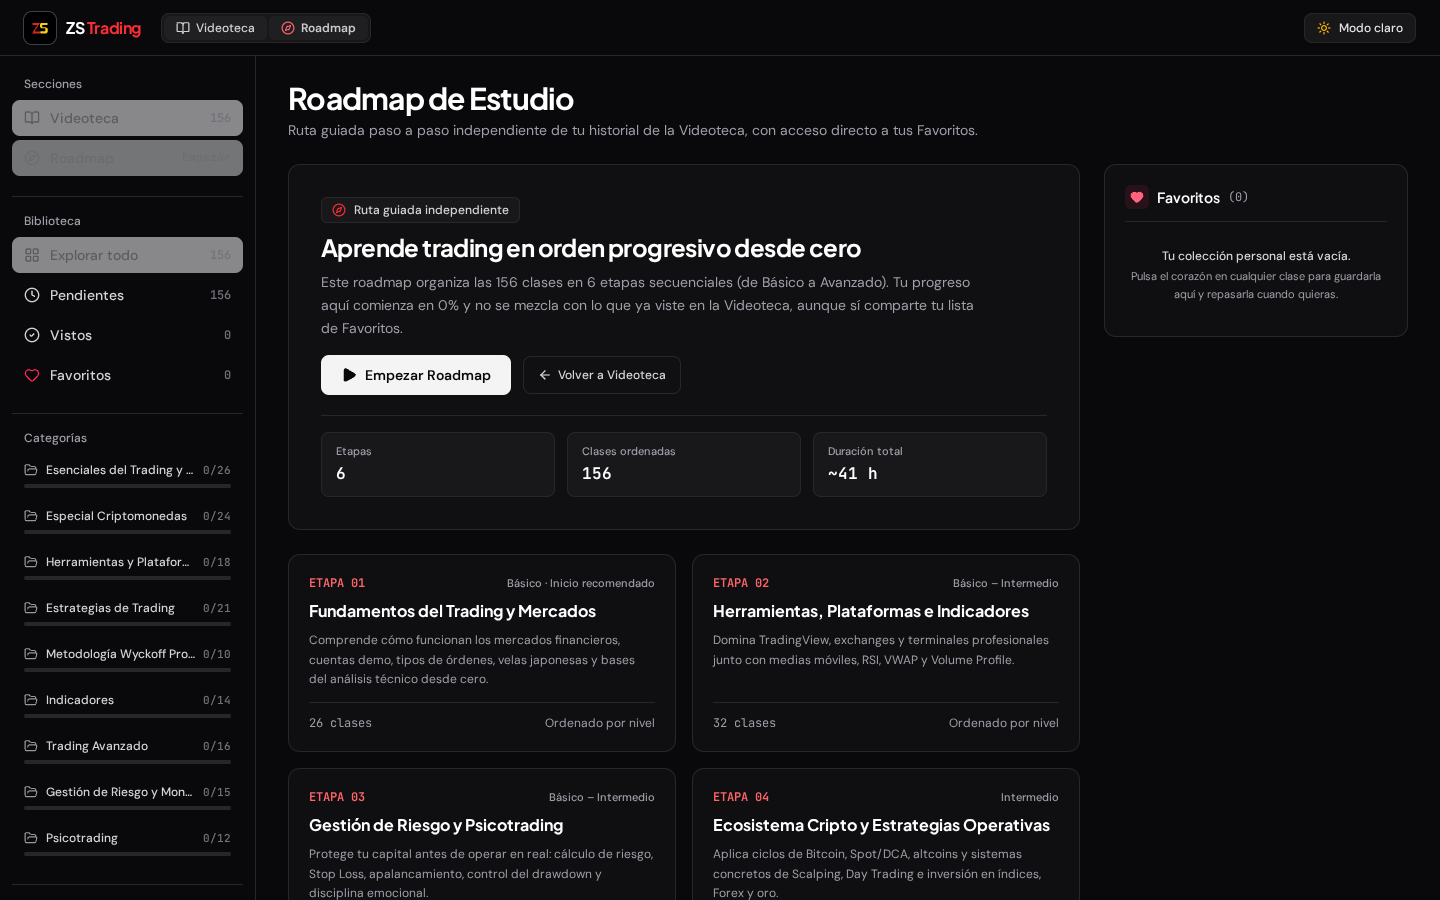 ZS
ZS Trading
Videoteca
Roadmap
Modo claro
Secciones
Videoteca 156
Roadmap Empezar
Biblioteca
Explorar todo 156
Pendientes 156
Vistos 0
Favoritos 0
Categorías
Esenciales del Trading y ... 0/26
Especial Criptomonedas 0/24
Herramientas y Platafor... 0/18
Estrategias de Trading 0/21
Metodología Wyckoff Pro... 0/10
Indicadores 0/14
Trading Avanzado 0/16
Gestión de Riesgo y Mon... 0/15
Psicotrading 0/12
Roadmap de Estudio
Ruta guiada paso a paso independiente de tu historial de la Videoteca, con acceso directo a tus Favoritos.
Ruta guiada independiente
Aprende trading en orden progresivo desde cero
Este roadmap organiza las 156 clases en 6 etapas secuenciales (de Básico a Avanzado). Tu progreso
aquí comienza en 0% y no se mezcla con lo que ya viste en la Videoteca, aunque sí comparte tu lista
de Favoritos.
Empezar Roadmap
Volver a Videoteca
Etapas
6
Clases ordenadas
156
Duración total
~41 h
Favoritos (0)
Tu colección personal está vacía.
Pulsa el corazón en cualquier clase para guardarla
aquí y repasarla cuando quieras.
ETAPA 01 Básico · Inicio recomendado
Fundamentos del Trading y Mercados
Comprende cómo funcionan los mercados financieros,
cuentas demo, tipos de órdenes, velas japonesas y bases
del análisis técnico desde cero.
26 clases Ordenado por nivel
ETAPA 02 Básico – Intermedio
Herramientas, Plataformas e Indicadores
Domina TradingView, exchanges y terminales profesionales
junto con medias móviles, RSI, VWAP y Volume Profile.
32 clases Ordenado por nivel
ETAPA 03 Básico – Intermedio
Gestión de Riesgo y Psicotrading
Protege tu capital antes de operar en real: cálculo de riesgo,
Stop Loss, apalancamiento, control del drawdown y
disciplina emocional.
ETAPA 04 Intermedio
Ecosistema Cripto y Estrategias Operativas
Aplica ciclos de Bitcoin, Spot/DCA, altcoins y sistemas
concretos de Scalping, Day Trading e inversión en índices,
Forex y oro.